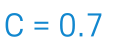 C = 0.7